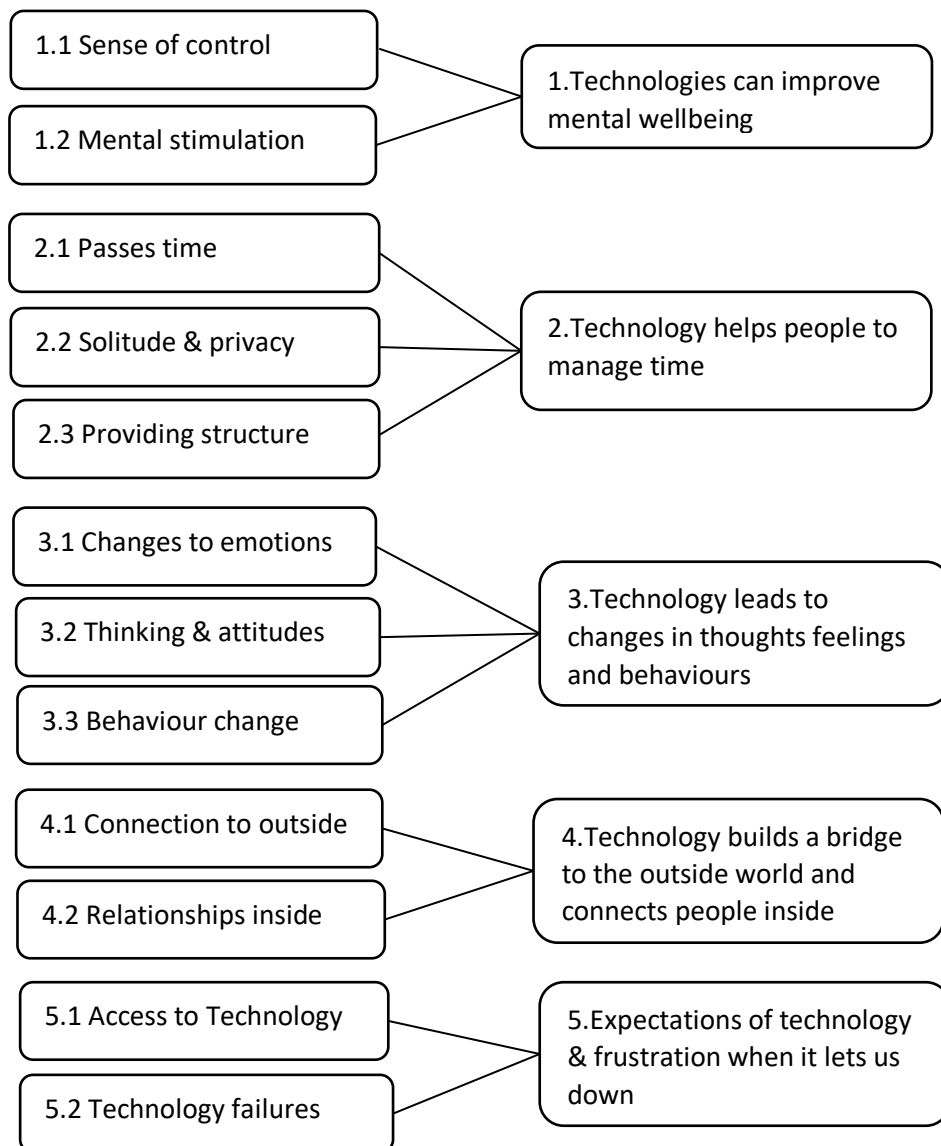 1.1 Sense of control
1.2 Mental stimulation
1.Technologies can improve
mental wellbeing
2.1 Passes time
2.2 Solitude & privacy
2.3 Providing structure
2.Technology helps people to
manage time
3.1 Changes to emotions
3.2 Thinking & attitudes
3.3 Behaviour change
3.Technology leads to
changes in thoughts feelings
and behaviours
4.1 Connection to outside
4.2 Relationships inside
4.Technology builds a bridge
to the outside world and
connects people inside
5.1 Access to Technology
5.2 Technology failures
5.Expectations of technology
& frustration when it lets us
down